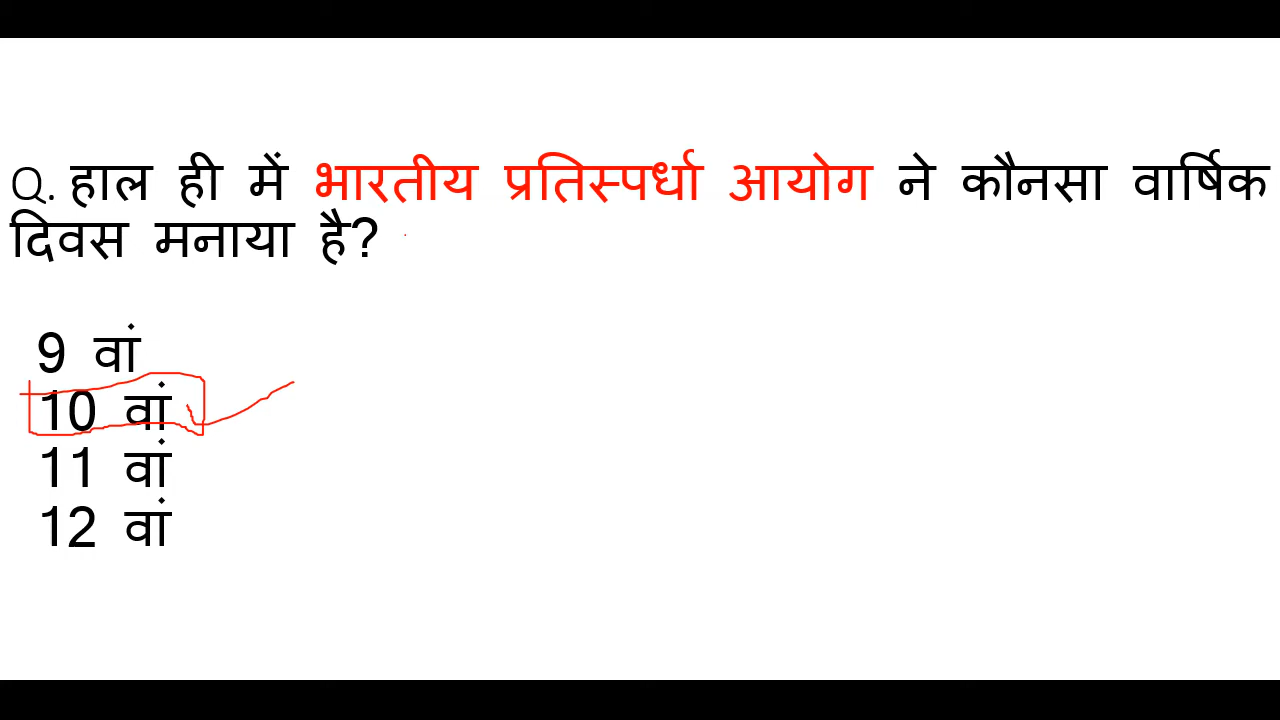 Q. हाल ही में भारतीय प्रतिस्पर्धा आयोग ने कौनसा वार्षिक
दिवस मनाया है?
9 वां
10 वां
11 वां
12 वां